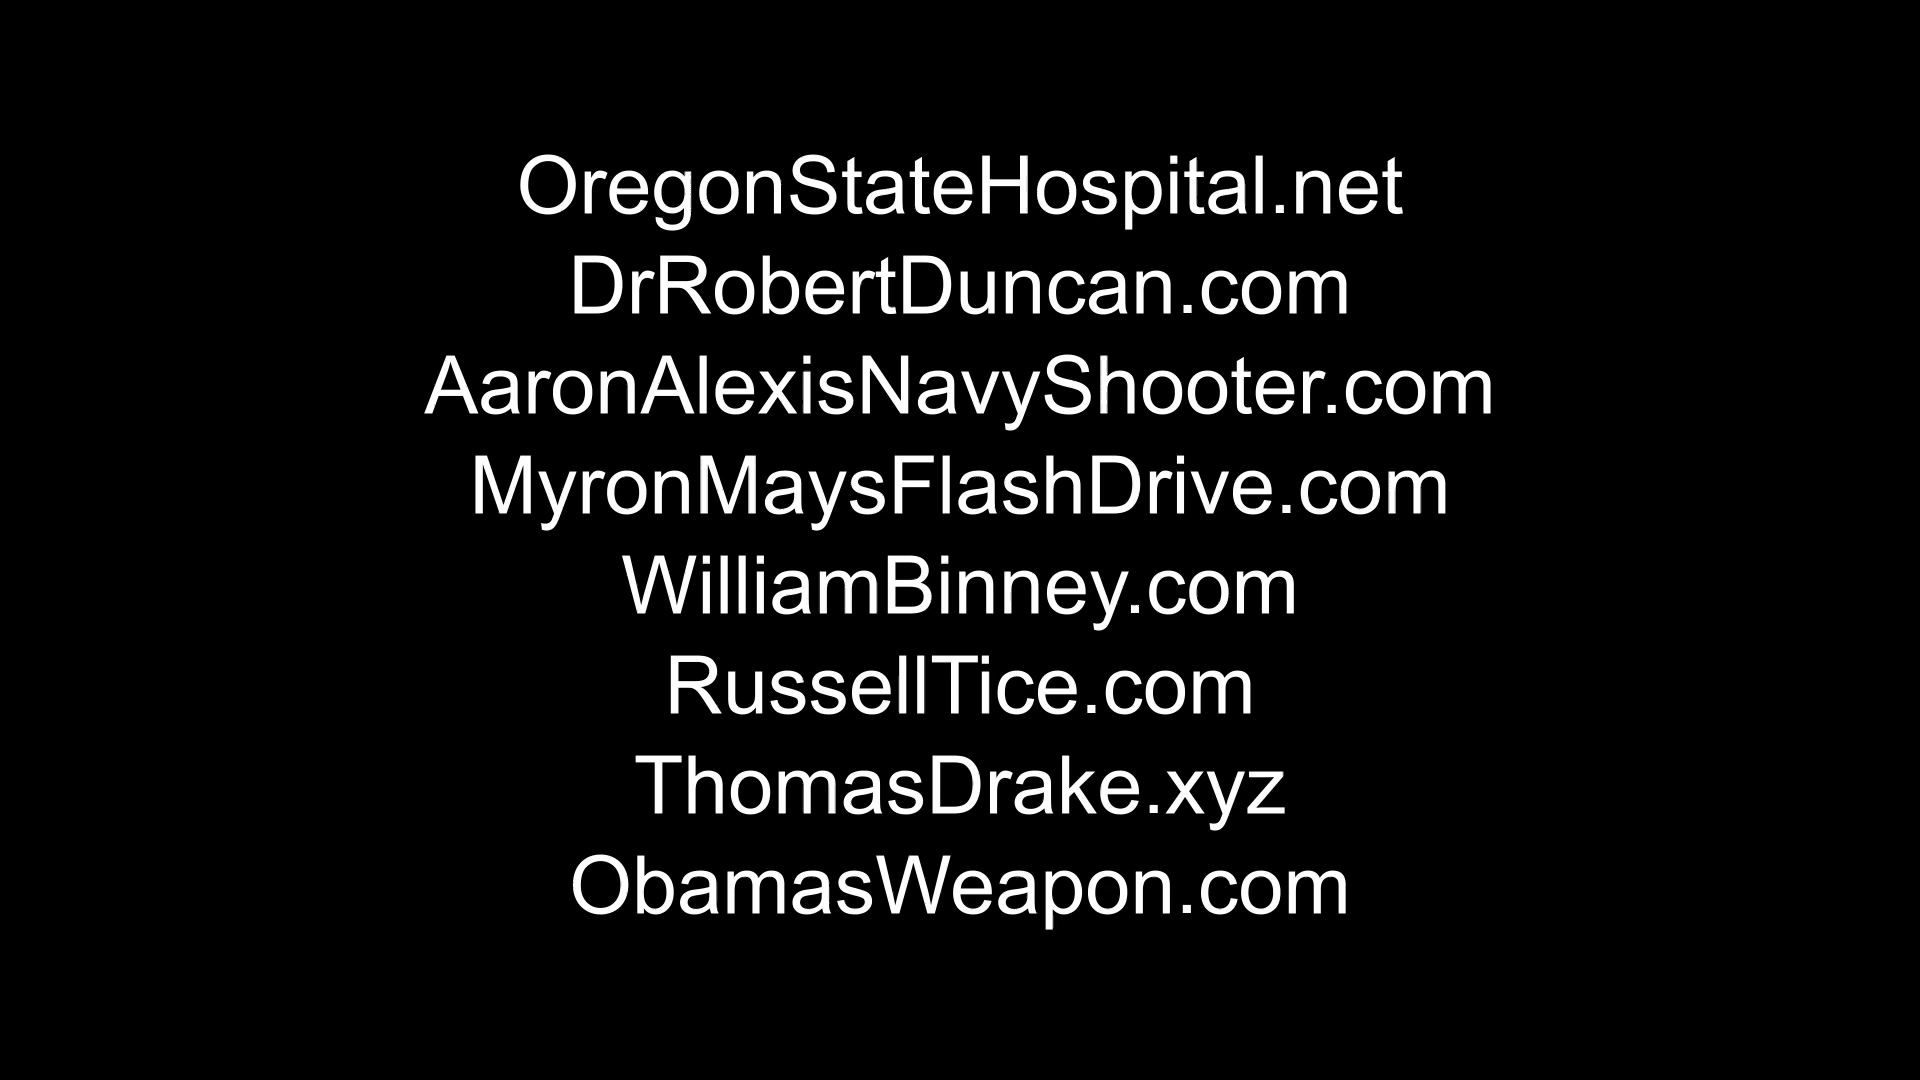 OregonStateHospital.net
DrRobertDuncan.com
AaronAlexisNavyShooter.com
MyronMaysFlashDrive.com
WilliamBinney.com
RussellTice.com
ThomasDrake.xyz
ObamasWeapon.com